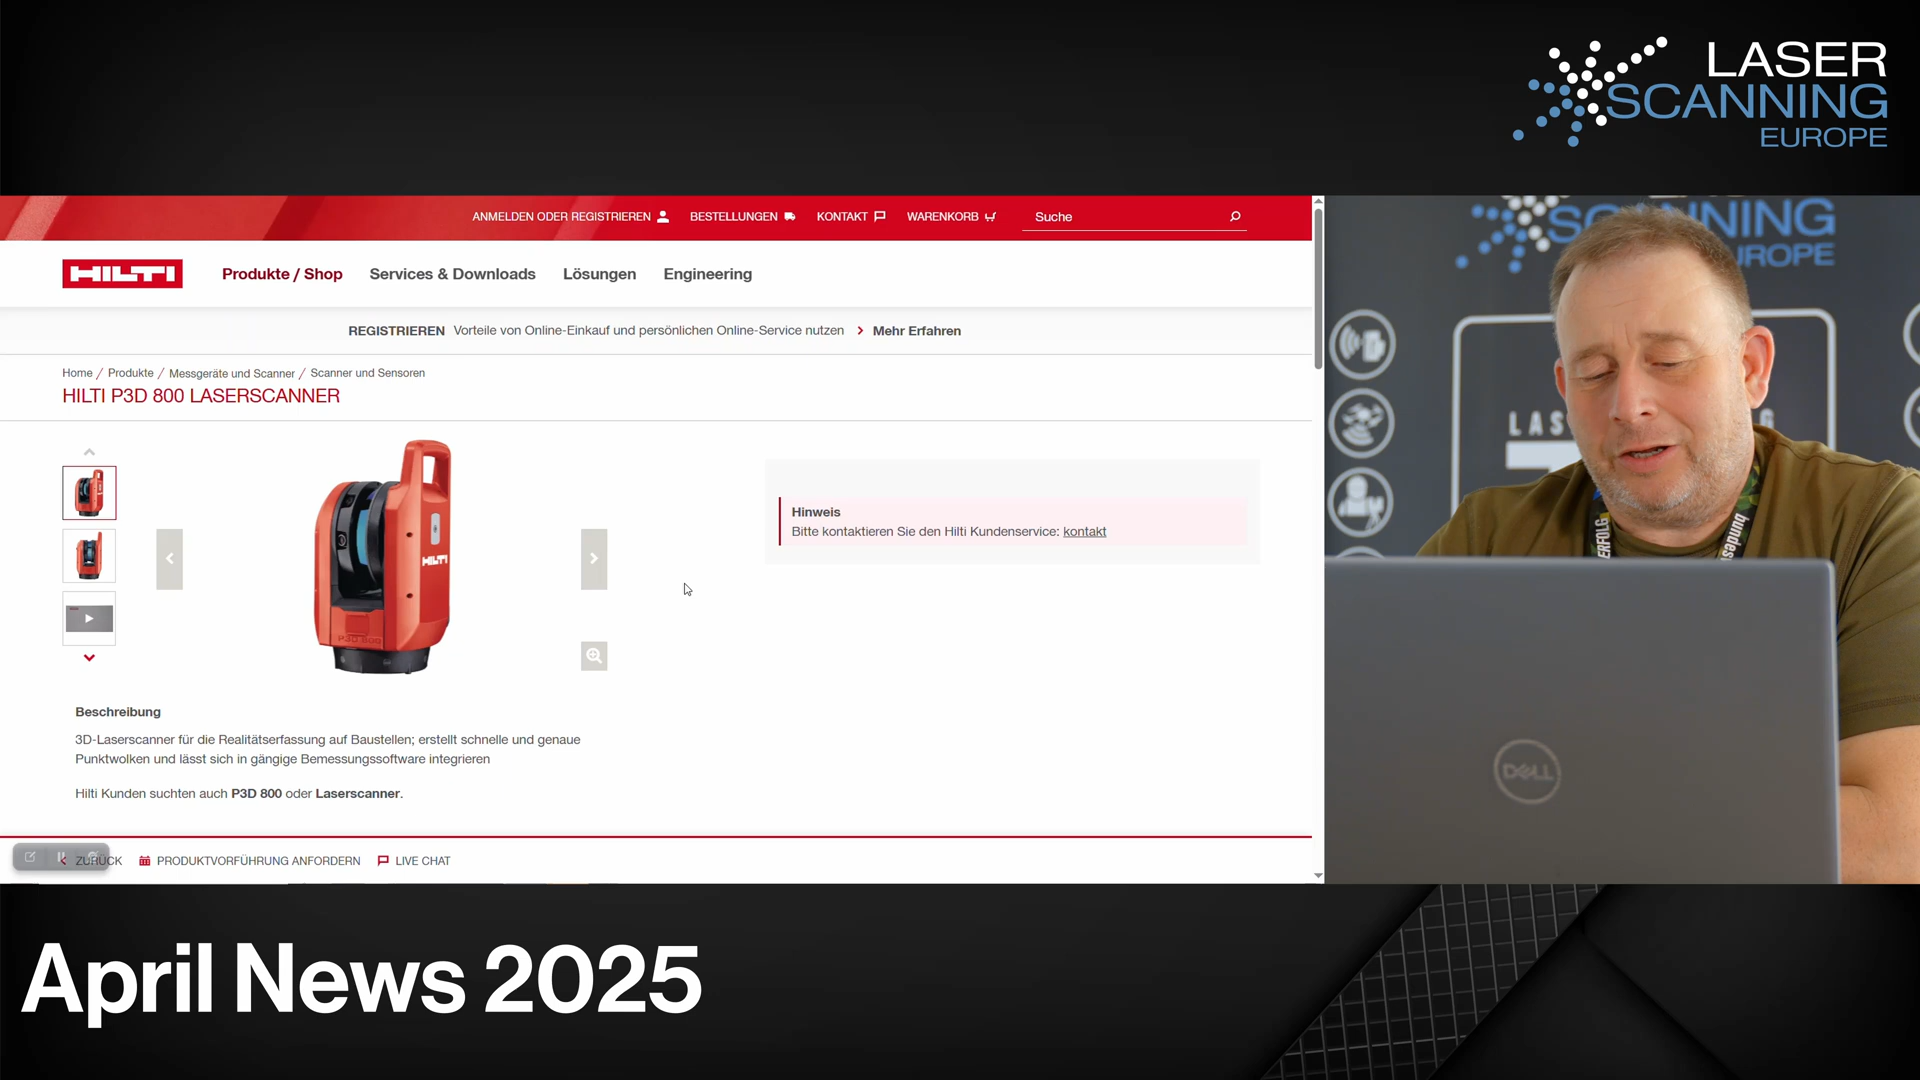 LASER
SCANNING
EUROPE
ANMELDEN ODER REGISTRIEREN
BESTELLUNGEN
KONTAKT
WARENKORB
Suche
HILTI
Produkte / Shop
Services & Downloads
Lösungen
Engineering
REGISTRIEREN Vorteile von Online-Einkauf und persönlichen Online-Service nutzen > Mehr Erfahren
Home / Produkte / Messgeräte und Scanner / Scanner und Sensoren
HILTI P3D 800 LASERSCANNER
HILTI
P3D 800
Hinweis
Bitte kontaktieren Sie den Hilti Kundenservice: kontakt
Beschreibung
3D-Laserscanner für die Realitätserfassung auf Baustellen; erstellt schnelle und genaue
Punktwolken und lässt sich in gängige Bemessungssoftware integrieren
Hilti Kunden suchten auch P3D 800 oder Laserscanner.
ZURÜCK
PRODUKTVORFÜHRUNG ANFORDERN
LIVE CHAT
DELL
April News 2025